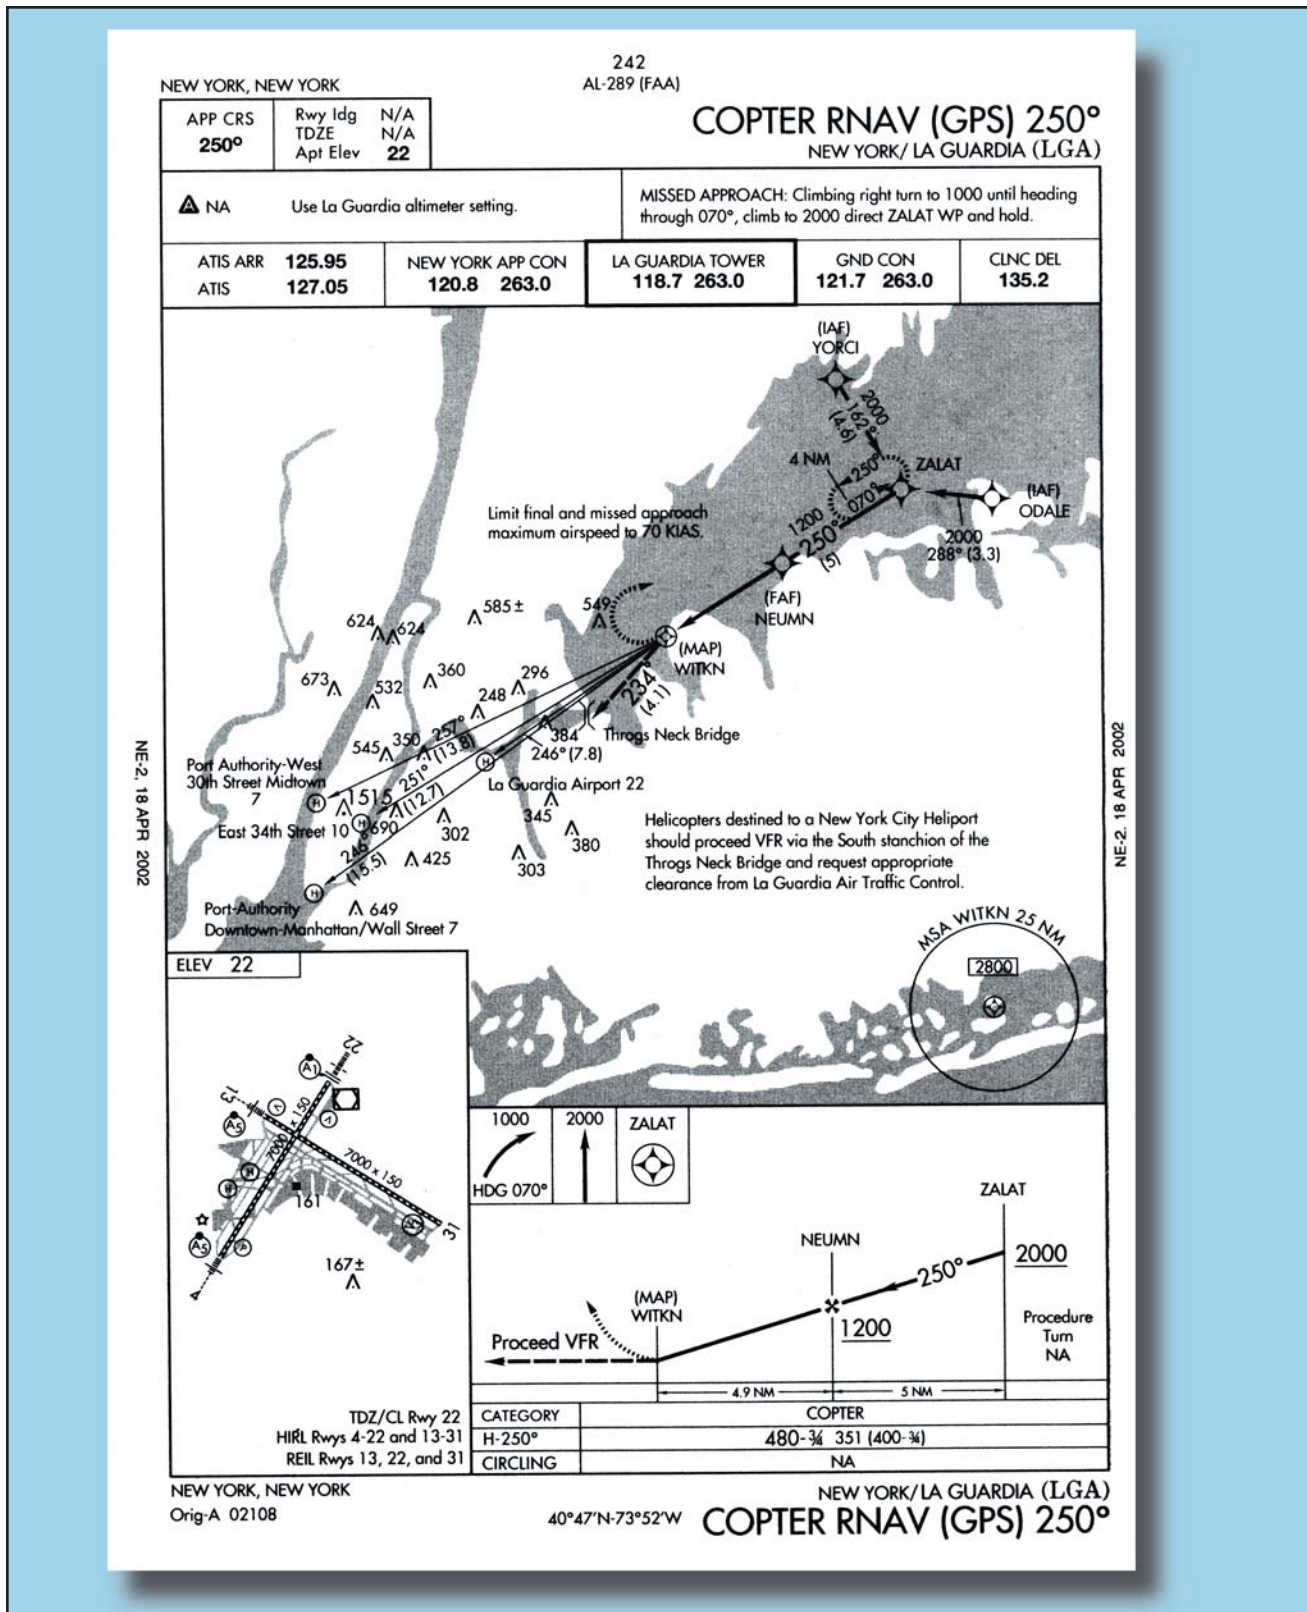 242
AL-289 (FAA)
NEW YORK, NEW YORK
APP CRS
250°
Rwy ldg N/A
TDZE N/A
Apt Elev 22
COPTER RNAV (GPS) 250°
NEW YORK/ LA GUARDIA (LGA)
A NA
Use La Guardia altimeter setting.
MISSED APPROACH: Climbing right turn to 1000 until heading
through 070°, climb to 2000 direct ZALAT WP and hold.
ATIS ARR 125.95
ATIS 127.05
NEW YORK APP CON
120.8 263.0
LA GUARDIA TOWER
118.7 263.0
GND CON
121.7 263.0
CLNC DEL
135.2
(IAF)
YORCI
2000
162°
(4.6)
4 NM
250°
070°
ZALAT
(IAF)
ODALE
2000
288° (3.3)
1200
250°
(5)
Limit final and missed approach
maximum airspeed to 70 KIAS.
(FAF)
NEUMN
549
585±
624
624
(MAP)
WITKN
234°
(4.1)
673
532
360
296
248
384
Throgs Neck Bridge
246° (7.8)
545
350
257°
(13.8)
251°
(12.7)
La Guardia Airport 22
Port Authority-West
30th Street Midtown
7
H
H
H
H
1515
East 34th Street 10
690
246°
(15.5)
302
425
345
380
303
Port-Authority
Downtown-Manhattan/Wall Street 7
649
Helicopters destined to a New York City Heliport
should proceed VFR via the South stanchion of the
Throgs Neck Bridge and request appropriate
clearance from La Guardia Air Traffic Control.
MSA WITKN 25 NM
2800
NE-2, 18 APR 2002
NE-2, 18 APR 2002
ELEV 22
22
A1
13
V
V
A5
7000 x 150
7000 x 150
H
H
161
31
A5
P
4
167±
TDZ/CL Rwy 22
HIRL Rwys 4-22 and 13-31
REIL Rwys 13, 22, and 31
1000
HDG 070°
2000
ZALAT
ZALAT
NEUMN
250°
2000
(MAP)
WITKN
1200
Proceed VFR
Procedure
Turn
NA
4.9 NM
5 NM
CATEGORY COPTER
H-250° 480-¾ 351 (400-¾)
CIRCLING NA
NEW YORK, NEW YORK
Orig-A 02108
40°47'N-73°52'W
NEW YORK/LA GUARDIA (LGA)
COPTER RNAV (GPS) 250°